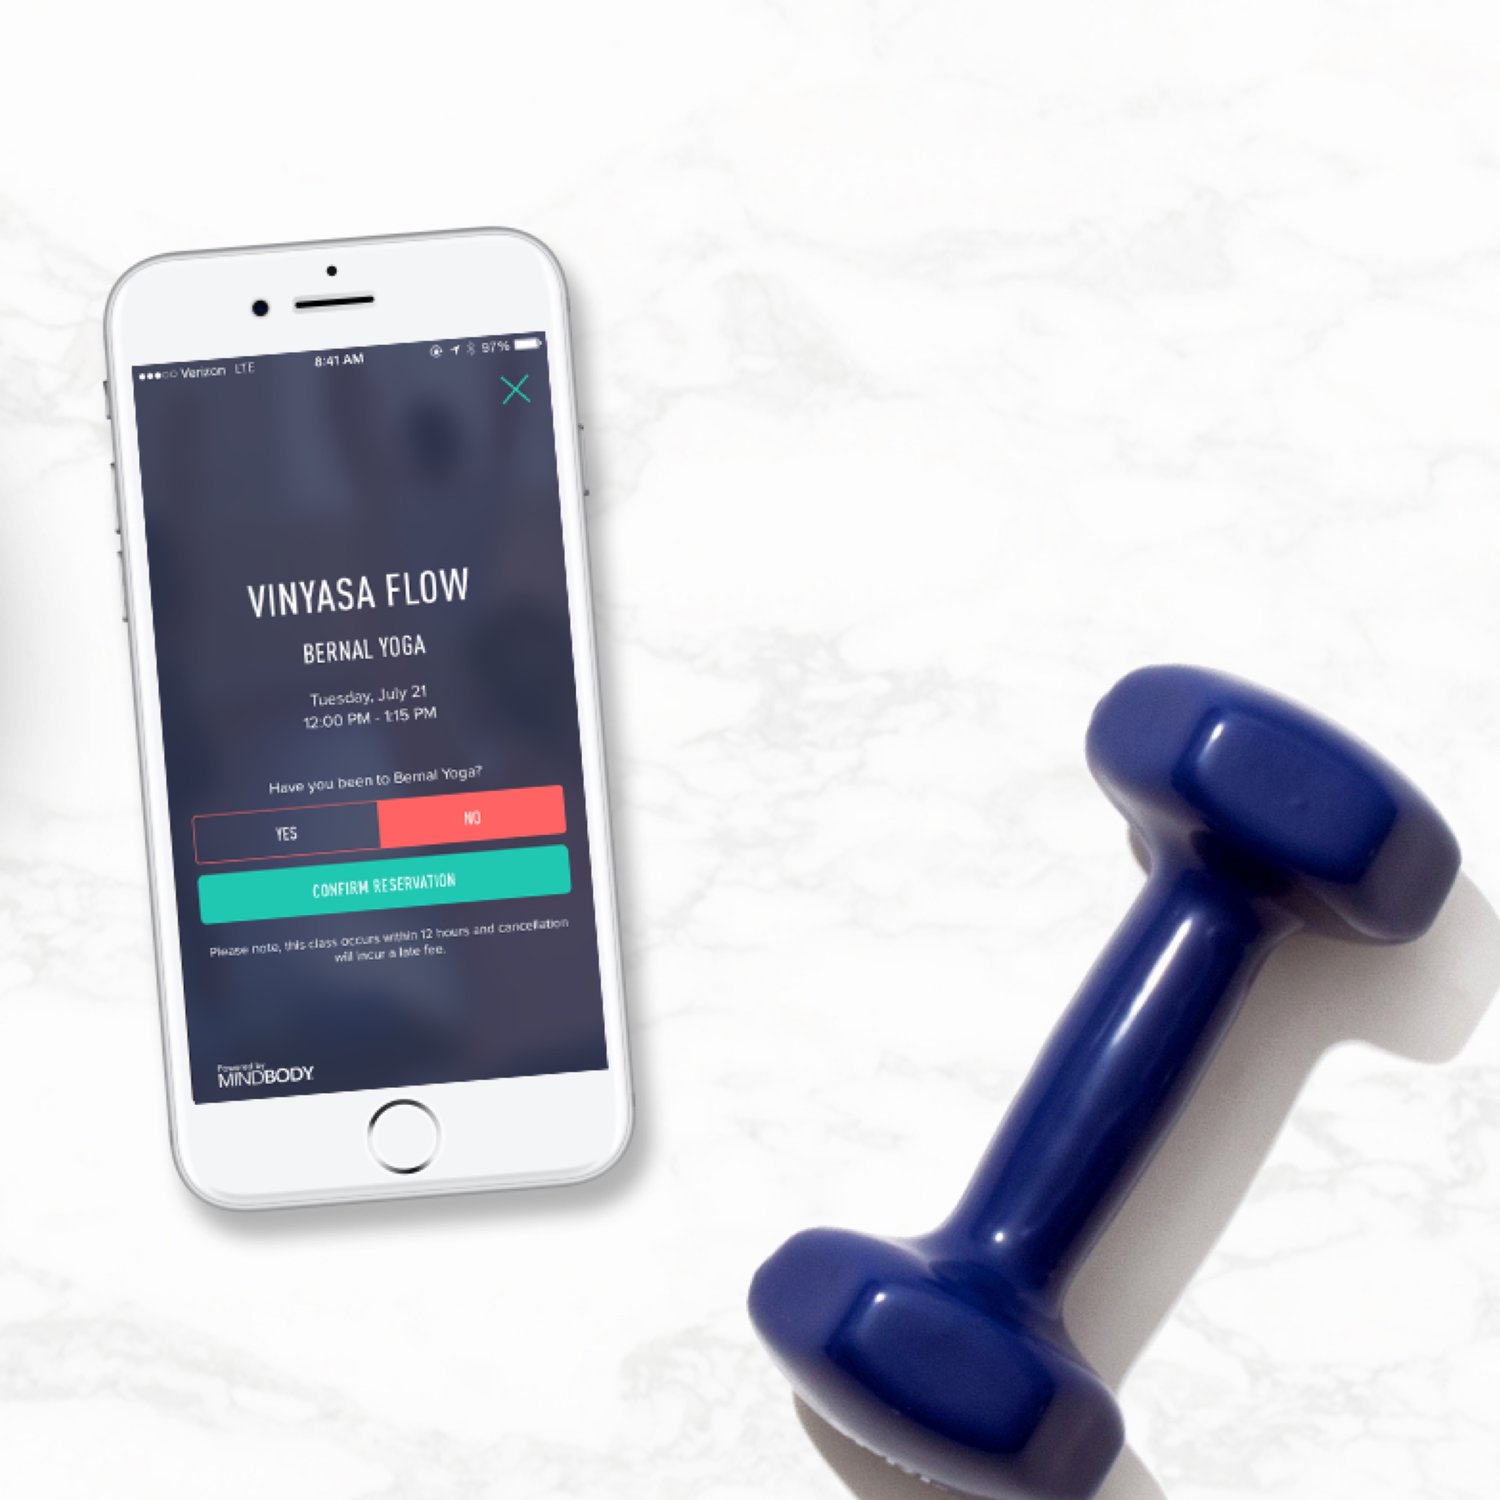 Verizon LTE 8:41 AM 97%
VINYASA FLOW
BERNAL YOGA
Tuesday, July 21
12:00 PM - 1:15 PM
Have you been to Bernal Yoga?
YES NO
CONFIRM RESERVATION
Please note, this class occurs within 12 hours and cancellation
will incur a late fee.
Powered by
MINDBODY